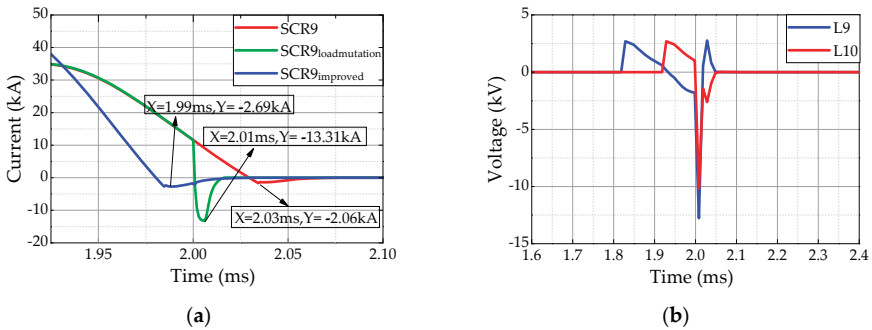 50
40
30
20
10
0
-10
-20
Current (kA)
SCR9
SCR9loadmutation
SCR9improved
X=1.99ms,Y= -2.69kA
X=2.01ms,Y= -13.31kA
X=2.03ms,Y= -2.06kA
1.95 2.00 2.05 2.10
Time (ms)
(a)
5
0
-5
-10
-15
Voltage (kV)
L9
L10
1.6 1.7 1.8 1.9 2.0 2.1 2.2 2.3 2.4
Time (ms)
(b)